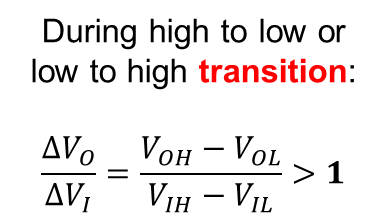 During high to low or
low to high transition:
ΔV_O / ΔV_I = (V_OH − V_OL) / (V_IH − V_IL) > 1